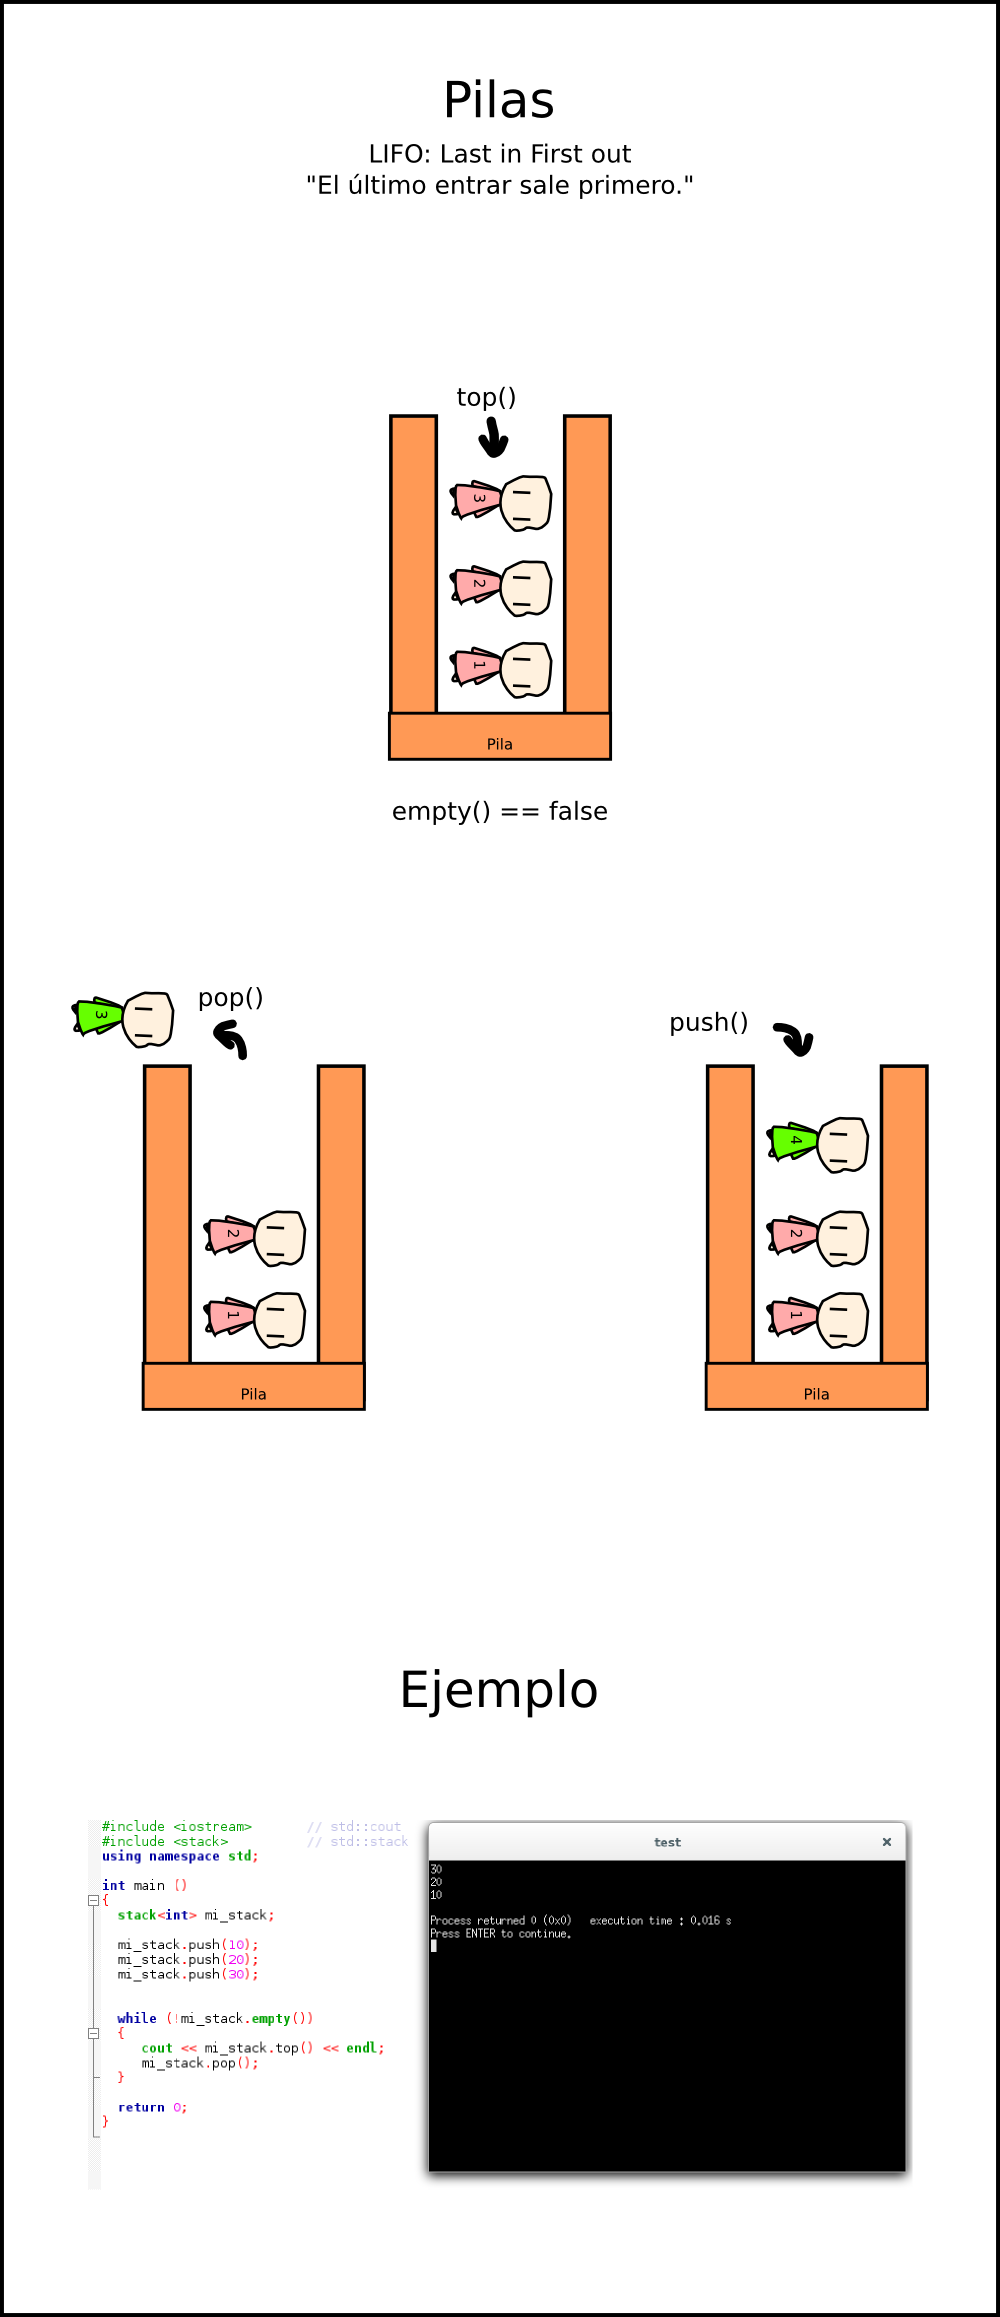 Pilas
LIFO: Last in First out
"El último entrar sale primero."
top()
3
2
1
Pila
empty() == false
3
pop()
2
1
Pila
push()
4
2
1
Pila
Ejemplo
#include <iostream>       // std::cout
#include <stack>          // std::stack
using namespace std;
int main ()
{
  stack<int> mi_stack;
  mi_stack.push(10);
  mi_stack.push(20);
  mi_stack.push(30);
  while (!mi_stack.empty())
  {
     cout << mi_stack.top() << endl;
     mi_stack.pop();
  }
  return 0;
}
test
30
20
10
Process returned 0 (0x0)   execution time : 0.016 s
Press ENTER to continue.